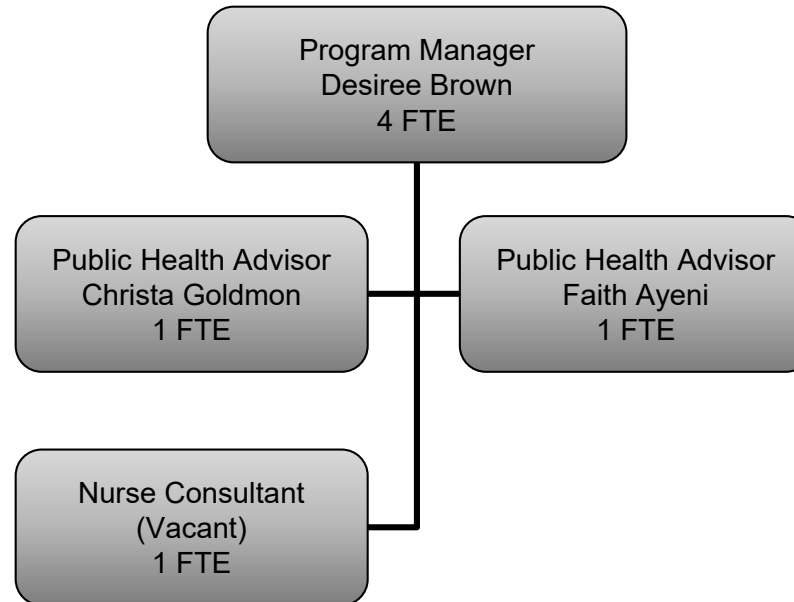 Program Manager
Desiree Brown
4 FTE
Public Health Advisor
Christa Goldmon
1 FTE
Public Health Advisor
Faith Ayeni
1 FTE
Nurse Consultant
(Vacant)
1 FTE